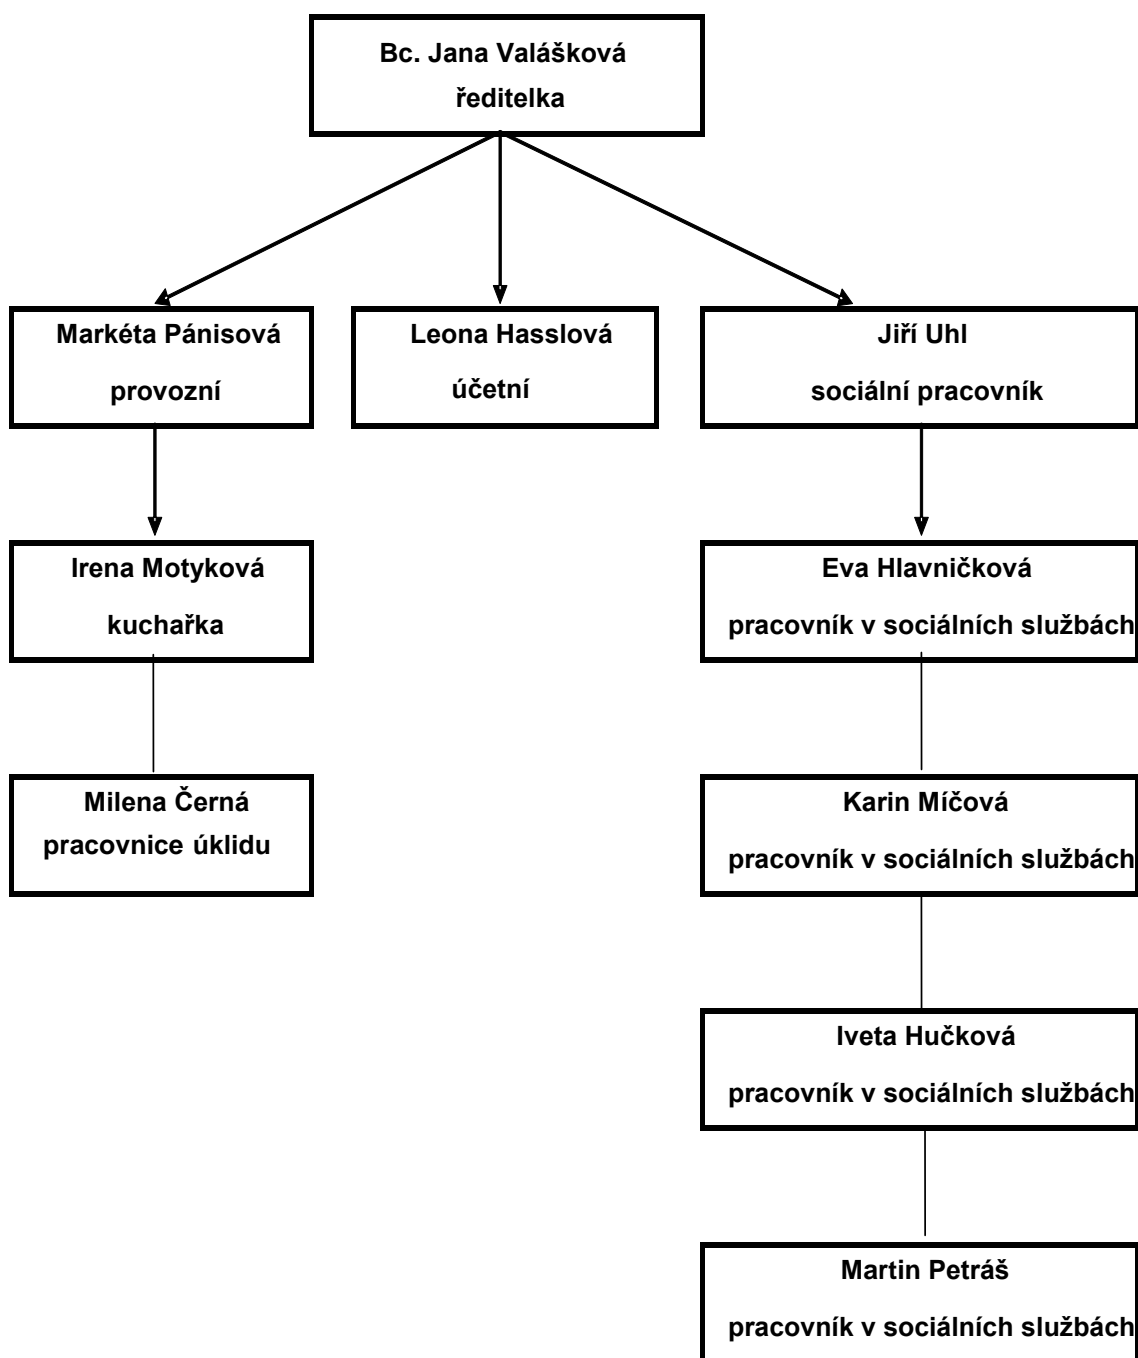 Bc. Jana Valášková
ředitelka
Markéta Pánisová
provozní
Leona Hasslová
účetní
Jiří Uhl
sociální pracovník
Irena Motyková
kuchařka
Eva Hlavničková
pracovník v sociálních službách
Milena Černá
pracovnice úklidu
Karin Míčová
pracovník v sociálních službách
Iveta Hučková
pracovník v sociálních službách
Martin Petráš
pracovník v sociálních službách